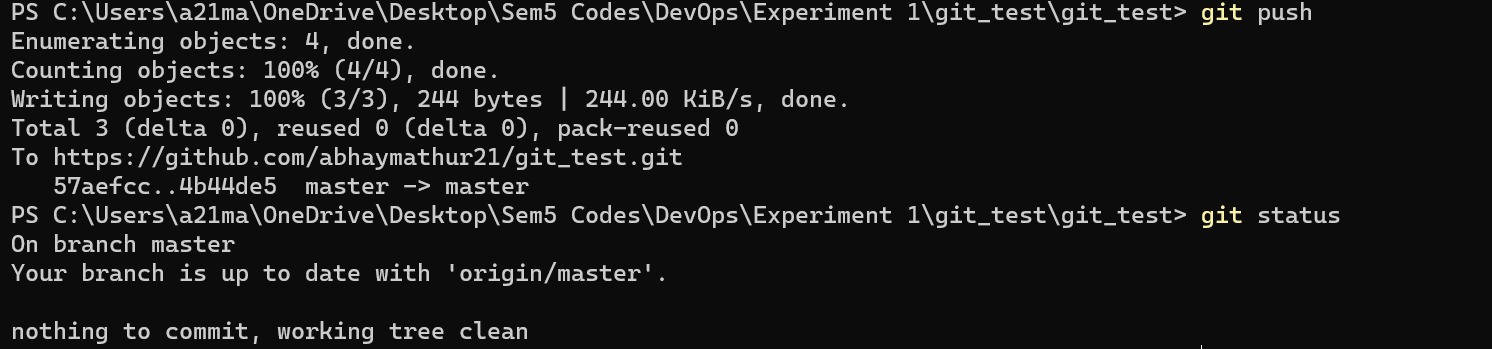 PS C:\Users\a21ma\OneDrive\Desktop\Sem5 Codes\DevOps\Experiment 1\git_test\git_test> git push
Enumerating objects: 4, done.
Counting objects: 100% (4/4), done.
Writing objects: 100% (3/3), 244 bytes | 244.00 KiB/s, done.
Total 3 (delta 0), reused 0 (delta 0), pack-reused 0
To https://github.com/abhaymathur21/git_test.git
   57aefcc..4b44de5  master -> master
PS C:\Users\a21ma\OneDrive\Desktop\Sem5 Codes\DevOps\Experiment 1\git_test\git_test> git status
On branch master
Your branch is up to date with 'origin/master'.

nothing to commit, working tree clean